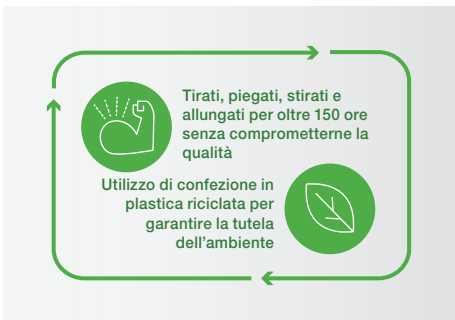 Tirati, piegati, stirati e
allungati per oltre 150 ore
senza comprometterne la
qualità
Utilizzo di confezione in
plastica riciclata per
garantire la tutela
dell'ambiente